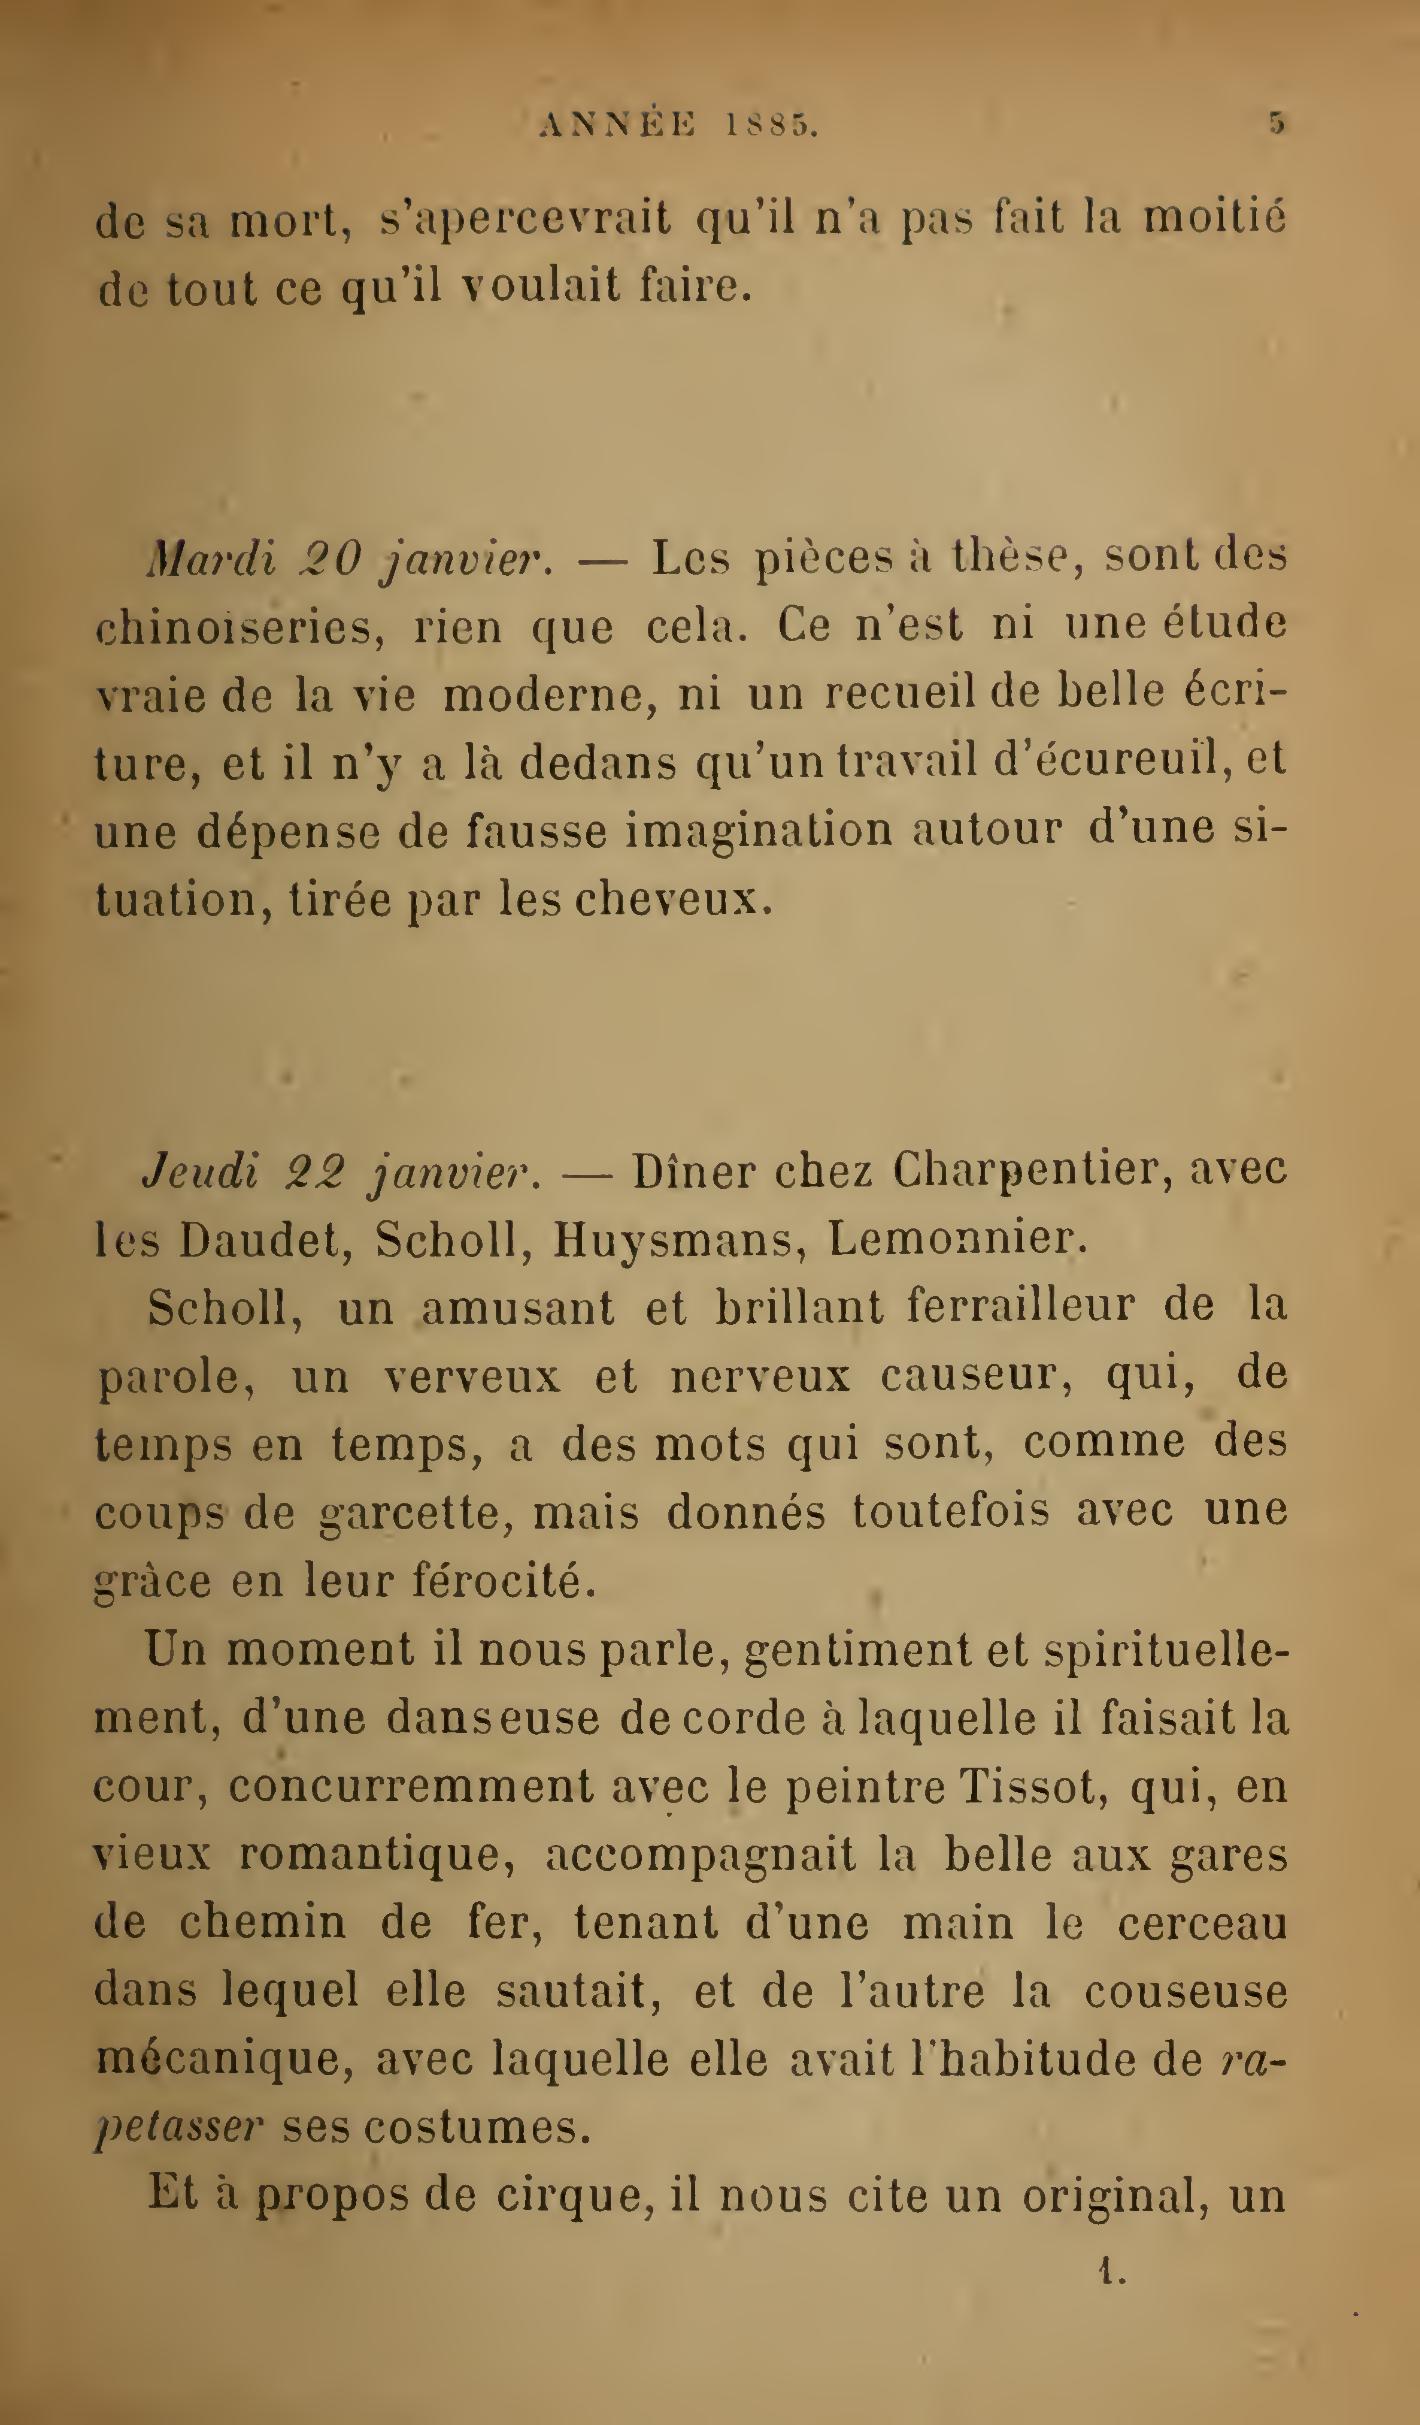 ANNÉE 1885. 5
de sa mort, s'apercevrait qu'il n'a pas fait la moitié
de tout ce qu'il voulait faire.
Mardi 20 janvier. — Les pièces à thèse, sont des
chinoiseries, rien que cela. Ce n'est ni une étude
vraie de la vie moderne, ni un recueil de belle écri-
ture, et il n'y a là dedans qu'un travail d'écureuil, et
une dépense de fausse imagination autour d'une si-
tuation, tirée par les cheveux.
Jeudi 22 janvier. — Dîner chez Charpentier, avec
les Daudet, Scholl, Huysmans, Lemonnier.
Scholl, un amusant et brillant ferrailleur de la
parole, un verveux et nerveux causeur, qui, de
temps en temps, a des mots qui sont, comme des
coups de garcette, mais donnés toutefois avec une
grâce en leur férocité.
Un moment il nous parle, gentiment et spirituelle-
ment, d'une danseuse de corde à laquelle il faisait la
cour, concurremment avec le peintre Tissot, qui, en
vieux romantique, accompagnait la belle aux gares
de chemin de fer, tenant d'une main le cerceau
dans lequel elle sautait, et de l'autre la couseuse
mécanique, avec laquelle elle avait l'habitude de ra-
petasser ses costumes.
Et à propos de cirque, il nous cite un original, un
1.